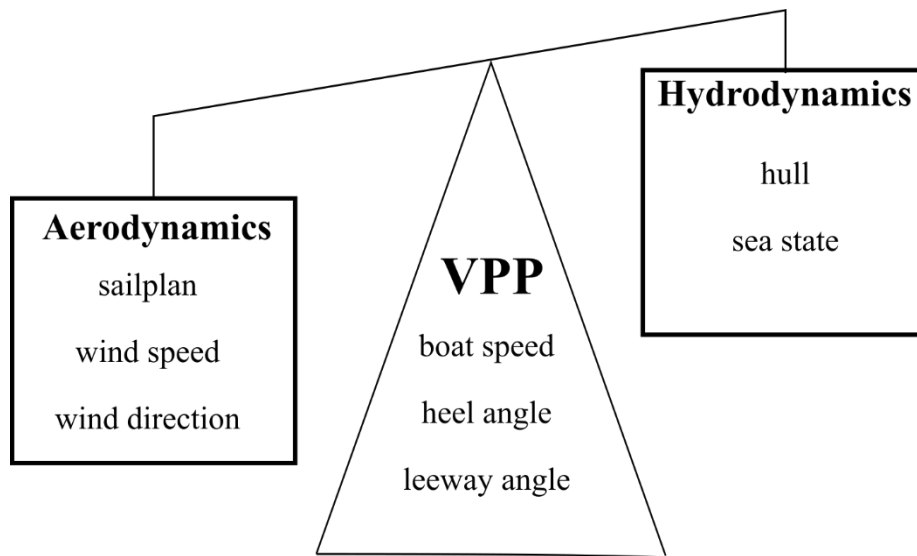 Aerodynamics
sailplan
wind speed
wind direction
VPP
boat speed
heel angle
leeway angle
Hydrodynamics
hull
sea state